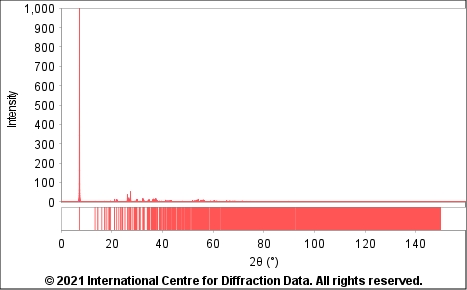 1,000
900
800
700
600
500
400
300
200
100
0
Intensity
0 20 40 60 80 100 120 140
2θ (°)
© 2021 International Centre for Diffraction Data. All rights reserved.